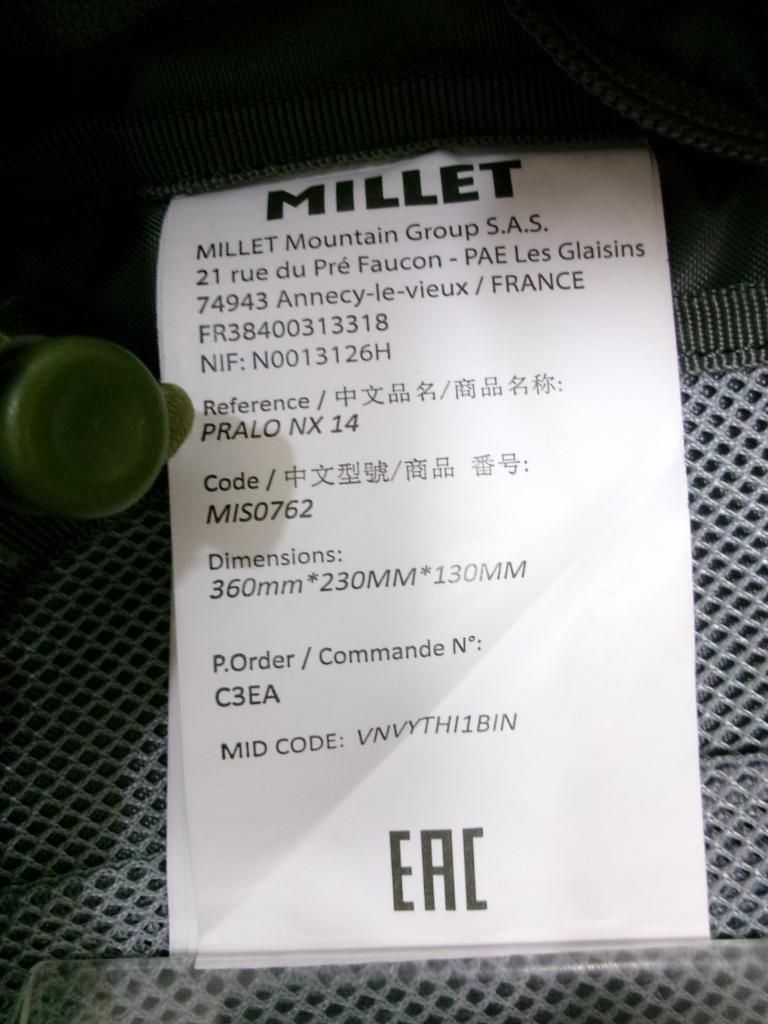 MILLET
MILLET Mountain Group S.A.S.
21 rue du Pré Faucon - PAE Les Glaisins
74943 Annecy-le-vieux / FRANCE
FR38400313318
NIF: N0013126H
Reference / 中文品名/商品名称:
PRALO NX 14
Code / 中文型號/商品 番号:
MIS0762
Dimensions:
360mm*230MM*130MM
P.Order / Commande N°:
C3EA
MID CODE: VNVYTHI1BIN
EAC